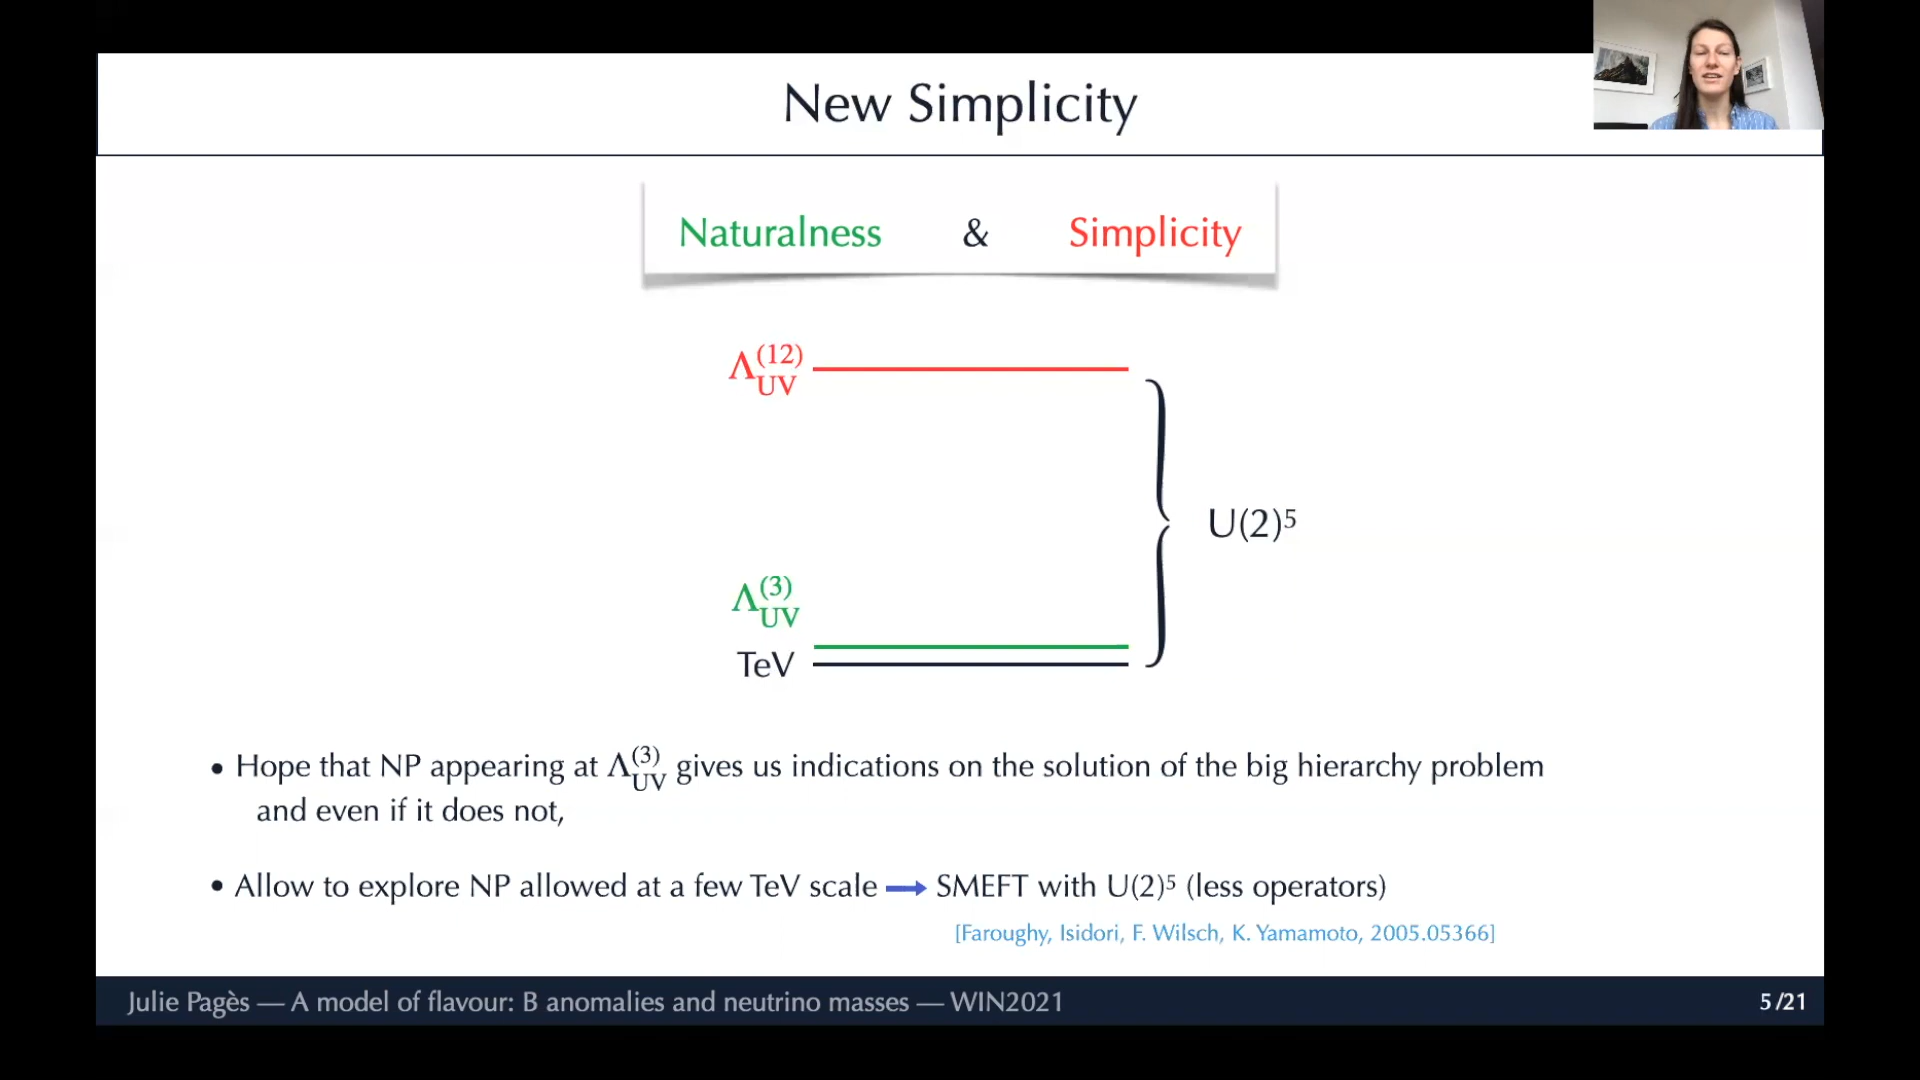 New Simplicity
Naturalness & Simplicity
Λ_UV^(12)
U(2)⁵
Λ_UV^(3)
TeV
• Hope that NP appearing at Λ_UV^(3) gives us indications on the solution of the big hierarchy problem
and even if it does not,
• Allow to explore NP allowed at a few TeV scale → SMEFT with U(2)⁵ (less operators)
[Faroughy, Isidori, F. Wilsch, K. Yamamoto, 2005.05366]
Julie Pagès — A model of flavour: B anomalies and neutrino masses — WIN2021 5 /21